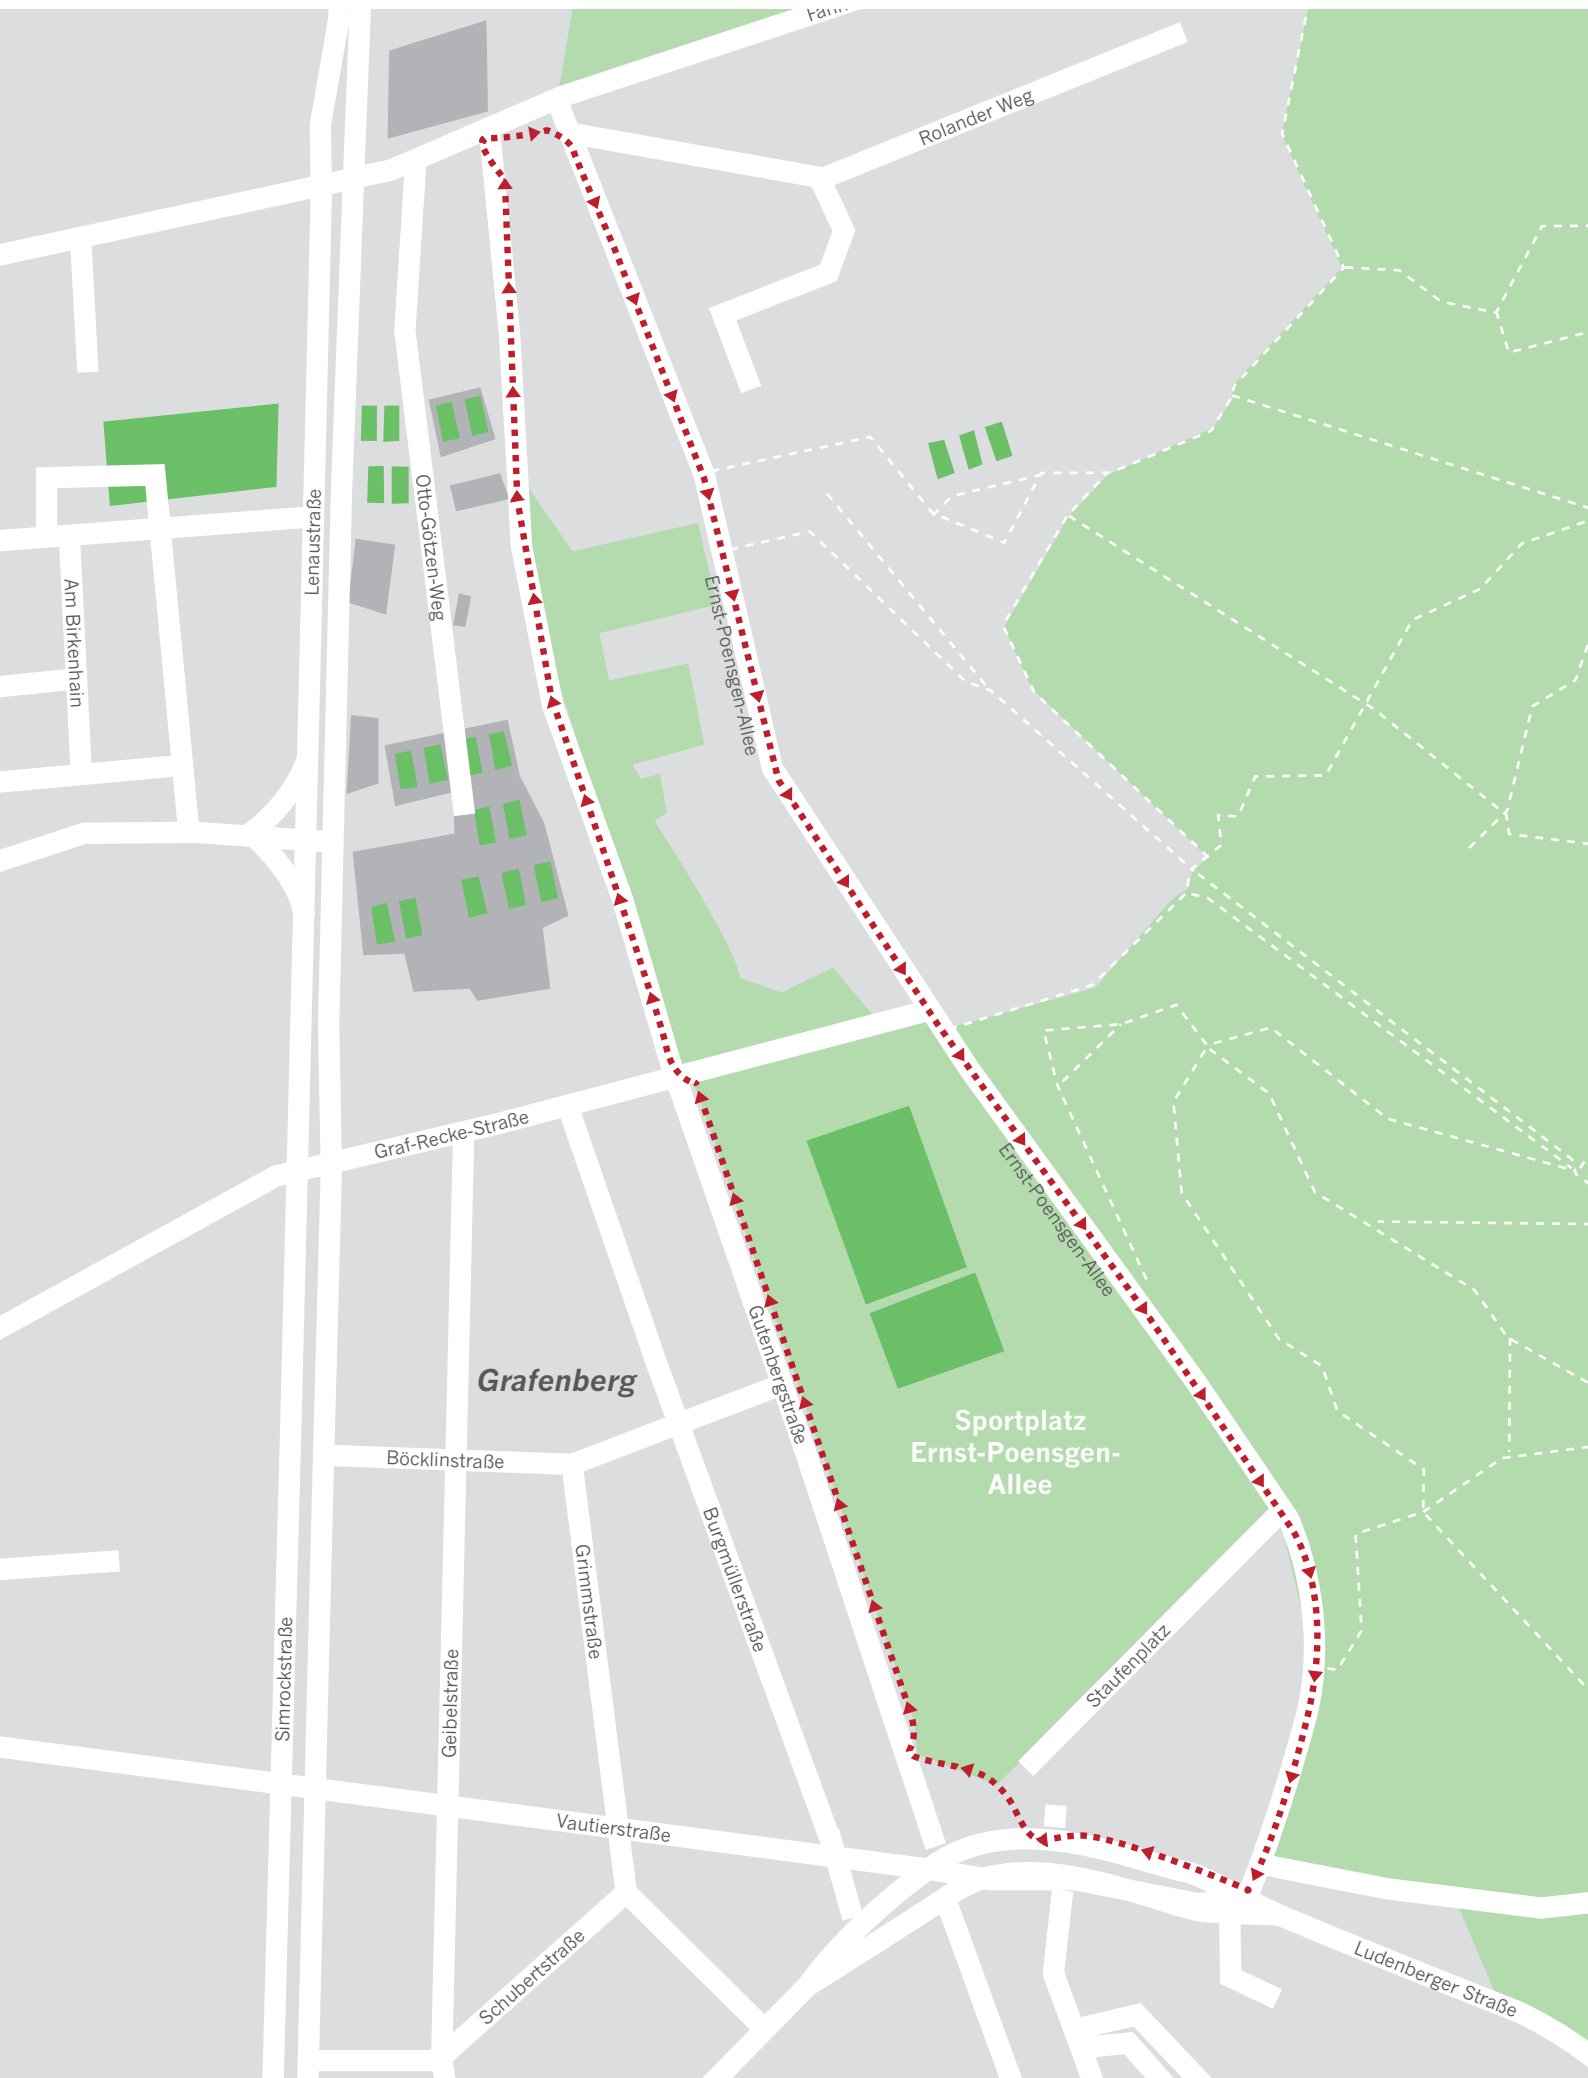 Rolander Weg
Lenaustraße
Otto-Götzen-Weg
Am Birkenhain
Ernst-Poensgen-Allee
Graf-Recke-Straße
Ernst-Poensgen-Allee
Gutenbergstraße
Grafenberg
Sportplatz
Ernst-Poensgen-
Allee
Böcklinstraße
Burgmüllerstraße
Grimmstraße
Simrockstraße
Geibelstraße
Staufenplatz
Vautierstraße
Schubertstraße
Ludenberger Straße